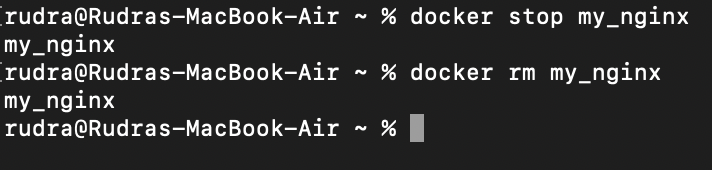 [rudra@Rudras-MacBook-Air ~ % docker stop my_nginx
my_nginx
[rudra@Rudras-MacBook-Air ~ % docker rm my_nginx
my_nginx
rudra@Rudras-MacBook-Air ~ %